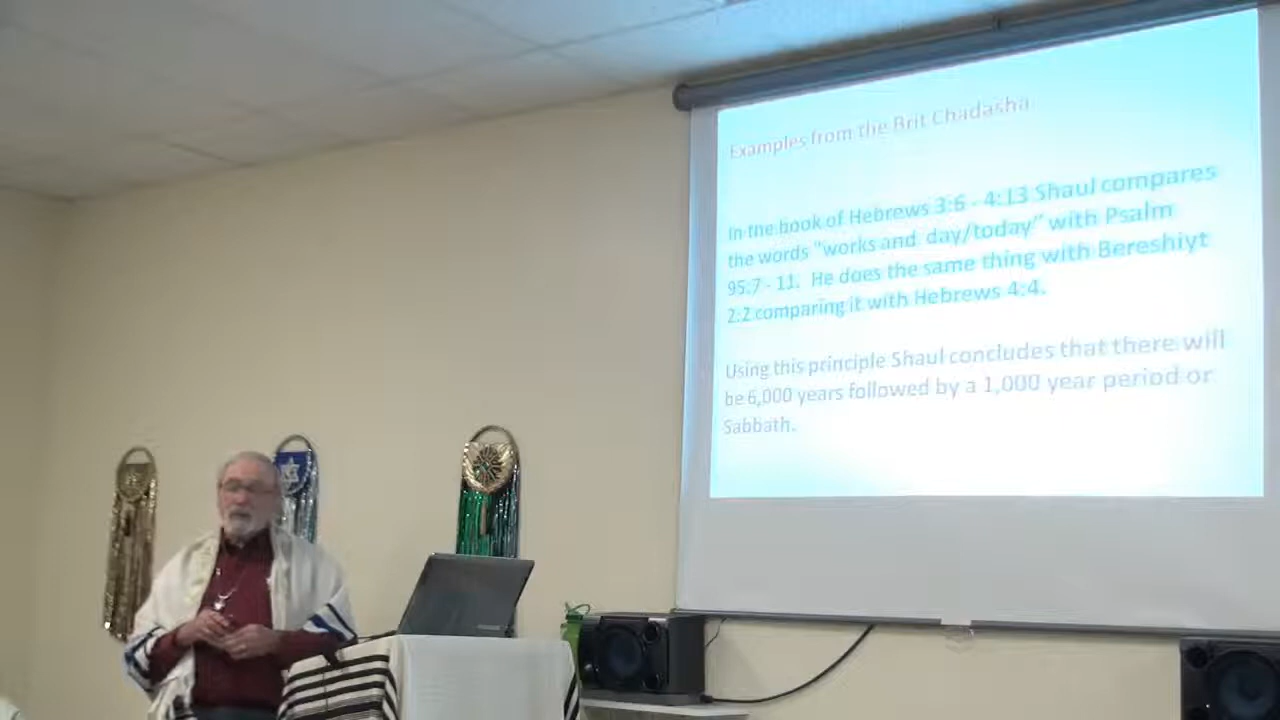 Examples from the Brit Chadasha
In the book of Hebrews 3:6 - 4:13 Shaul compares
the words "works and day/today" with Psalm
95:7 - 11. He does the same thing with Bereshiyt
2:2 comparing it with Hebrews 4:4.
Using this principle Shaul concludes that there will
be 6,000 years followed by a 1,000 year period or
Sabbath.